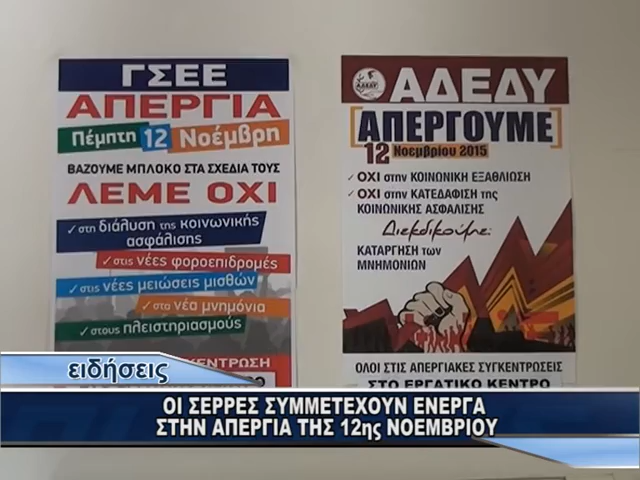 ΓΣΕΕ
ΑΠΕΡΓΙΑ
Πέμπτη 12 Νοέμβρη
ΒΑΖΟΥΜΕ ΜΠΛΟΚΟ ΣΤΑ ΣΧΕΔΙΑ ΤΟΥΣ
ΛΕΜΕ ΟΧΙ
✓ στη διάλυση της κοινωνικής
ασφάλισης
✓ στις νέες φοροεπιδρομές
✓ στις νέες μειώσεις μισθών
✓ στα νέα μνημόνια
✓ στους πλειστηριασμούς
ΑΔΕΔΥ
ΑΔΕΔΥ
[ΑΠΕΡΓΟΥΜΕ]
12 Νοεμβρίου 2015
✓ ΟΧΙ στην ΚΟΙΝΩΝΙΚΗ ΕΞΑΘΛΙΩΣΗ
✓ ΟΧΙ στην ΚΑΤΕΔΑΦΙΣΗ της
ΚΟΙΝΩΝΙΚΗΣ ΑΣΦΑΛΙΣΗΣ
Διεκδικούμε:
ΚΑΤΑΡΓΗΣΗ των
ΜΝΗΜΟΝΙΩΝ
ΟΛΟΙ ΣΤΙΣ ΑΠΕΡΓΙΑΚΕΣ ΣΥΓΚΕΝΤΡΩΣΕΙΣ
ΣΤΟ ΕΡΓΑΤΙΚΟ ΚΕΝΤΡΟ
ειδήσεις
ΟΙ ΣΕΡΡΕΣ ΣΥΜΜΕΤΕΧΟΥΝ ΕΝΕΡΓΑ
ΣΤΗΝ ΑΠΕΡΓΙΑ ΤΗΣ 12ης ΝΟΕΜΒΡΙΟΥ